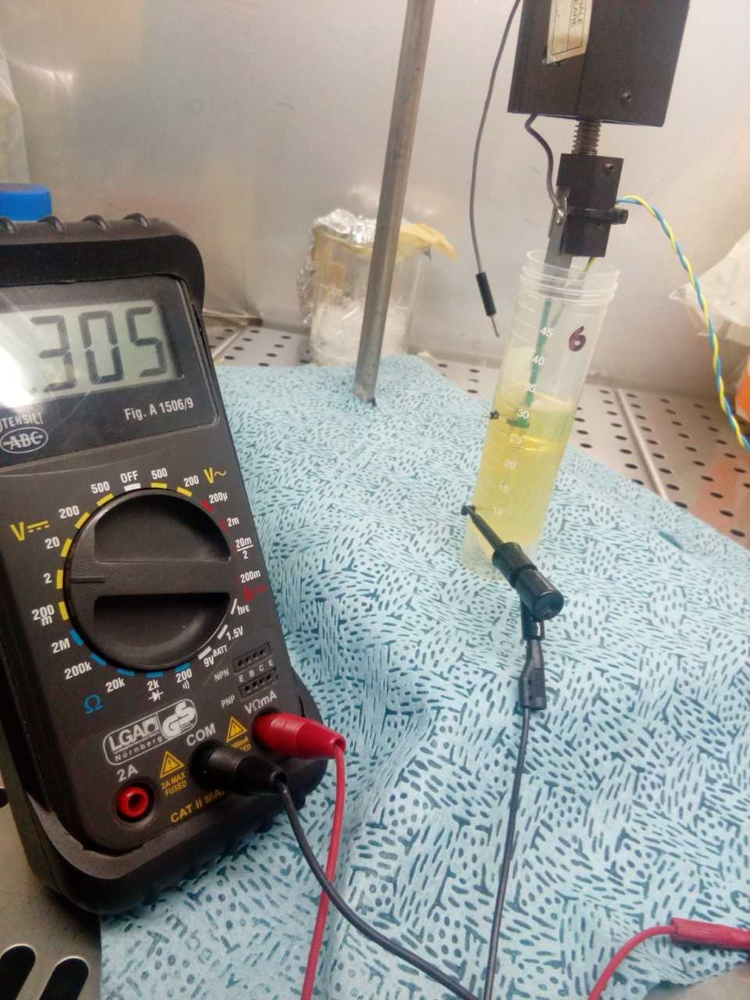 .305
Fig. A 1506/9
ABC
OFF
500
500
200
200
V
V~
200µ
20
2m
20m
2
2
200m
200
m
hFE
2M
1.5V
200k
9V
BATT
20k
2k
200
Ω
NPN
E B C E
PNP
LGA
Nürnberg
GS
COM
VΩmA
2A
2A MAX
FUSED
CAT II
45
40
35
30
25
20
15
10
6